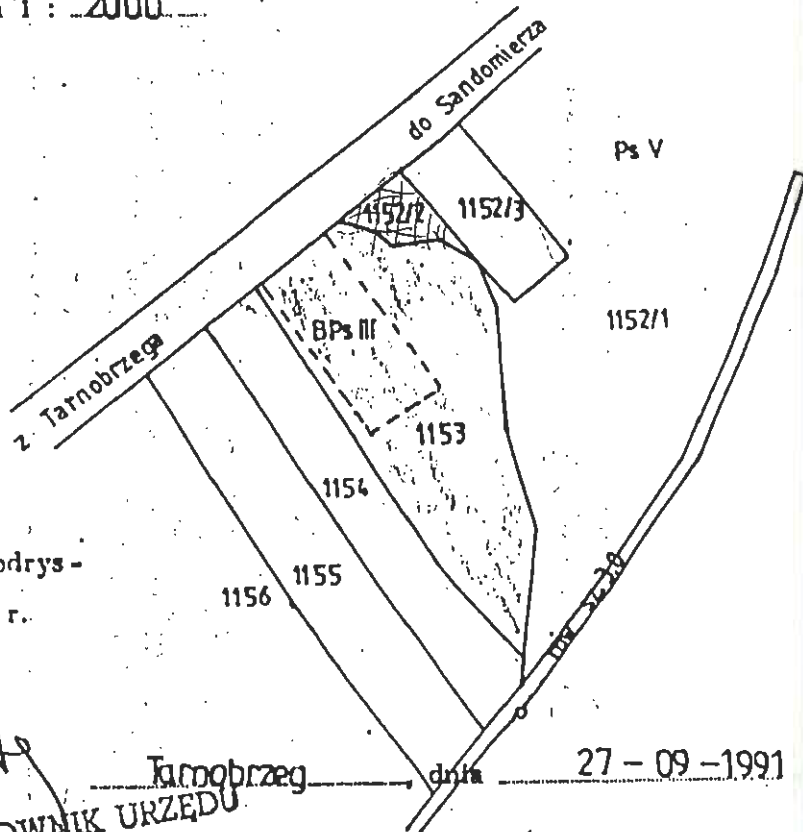 1 : 2000
do Sandomierza
Ps V
1152/2
1152/3
1152/1
BPs III
z Tarnobrzega
1153
1154
odrys-
1155
1156
r.
Tarnobrzeg, dnia 27-09-1991
OWNIK URZĘDU